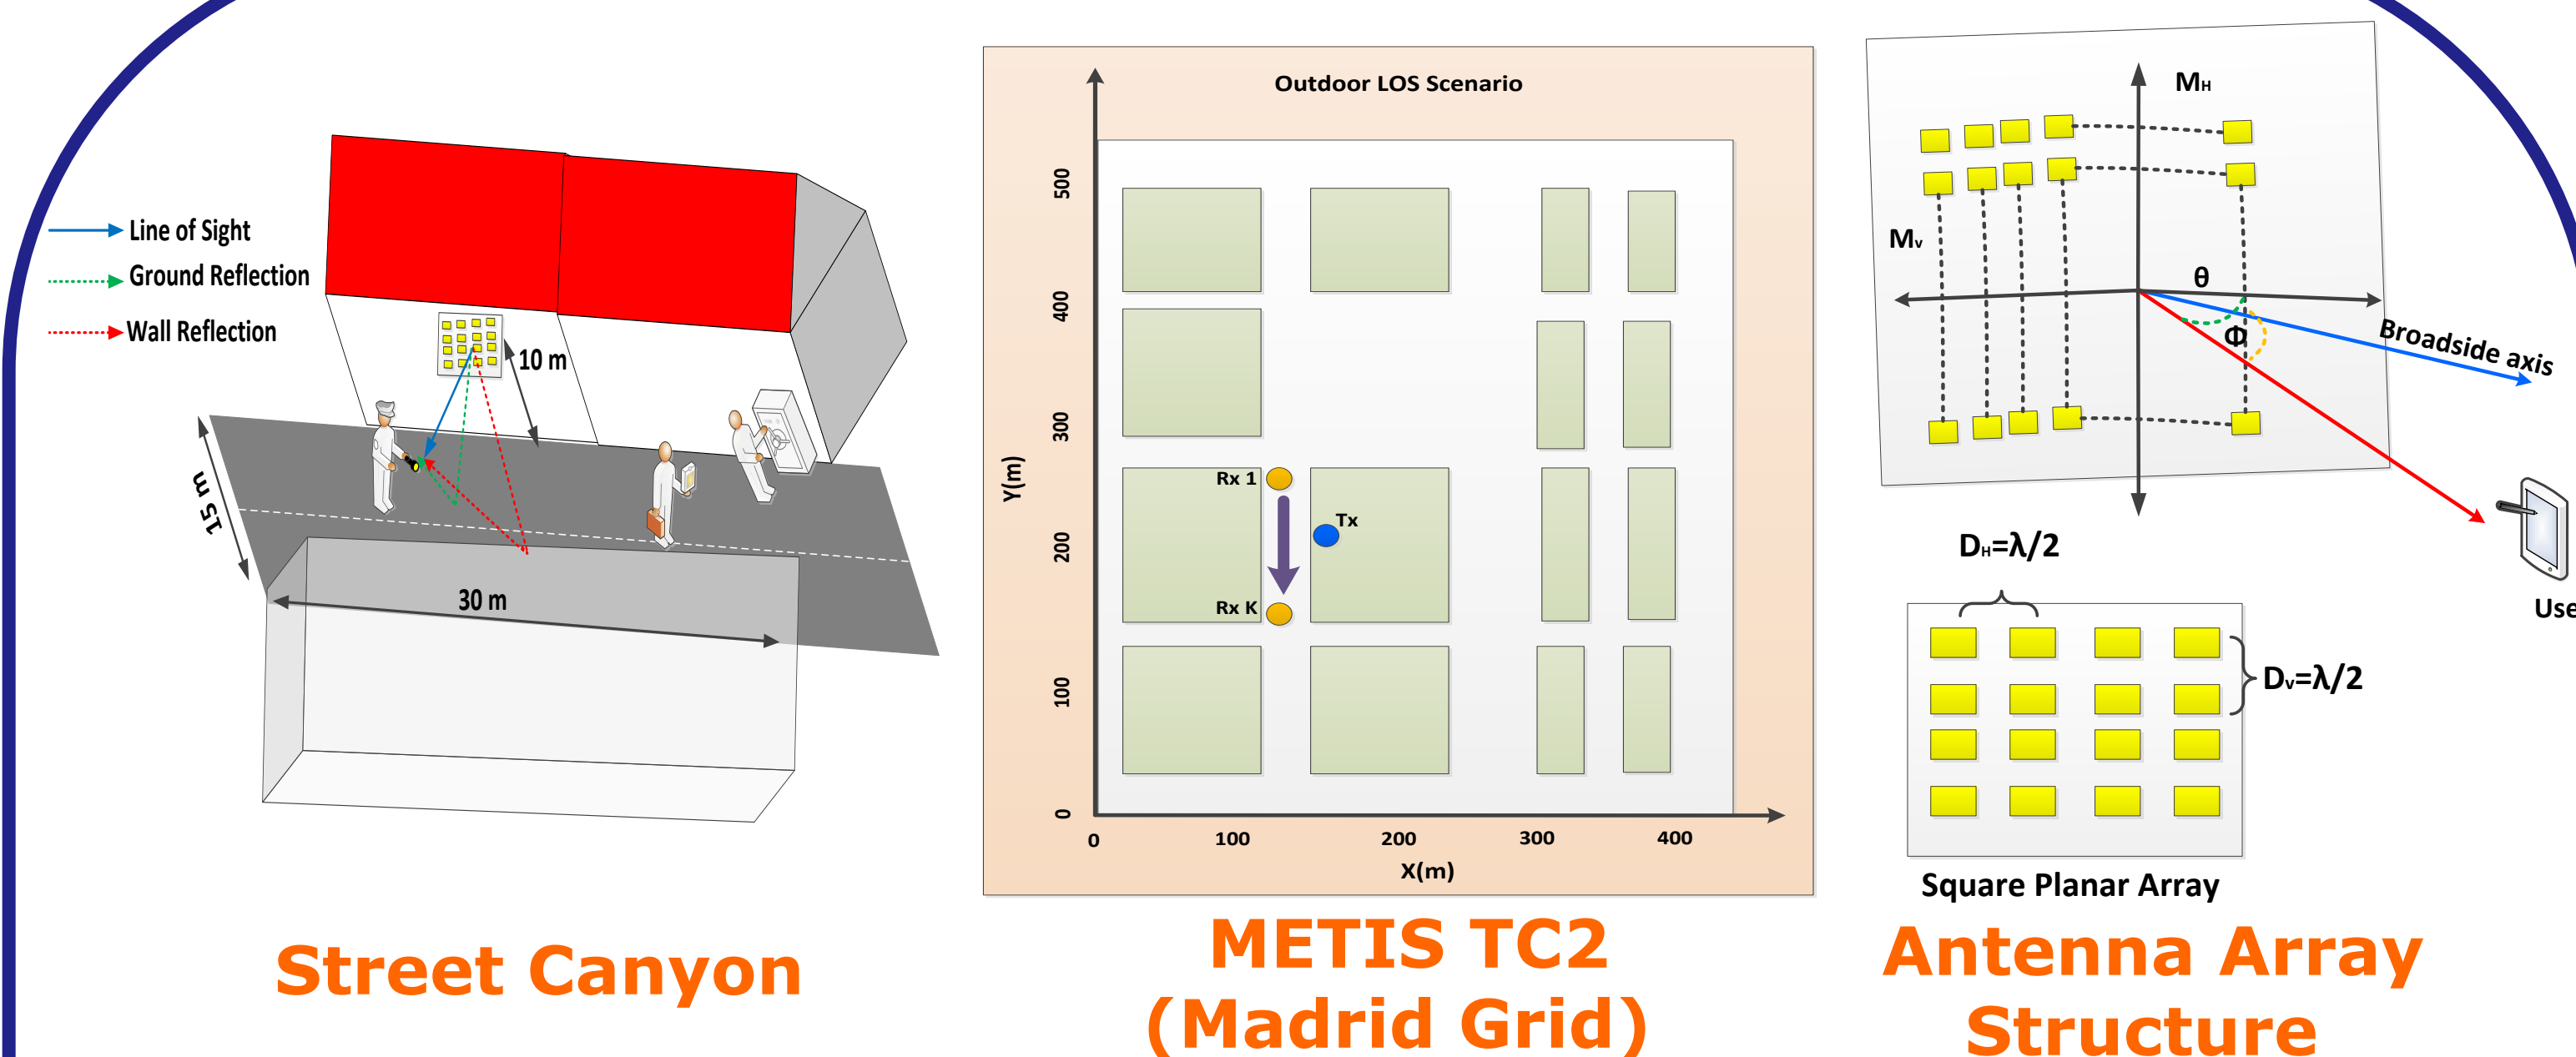 Line of Sight
Ground Reflection
Wall Reflection
10 m
15 m
30 m
Street Canyon
Outdoor LOS Scenario
Y(m)
500
400
300
200
100
0
Rx 1
Tx
Rx K
0
100
200
300
400
X(m)
METIS TC2
(Madrid Grid)
MH
Mv
θ
Φ
Broadside axis
Use
DH=λ/2
Dv=λ/2
Square Planar Array
Antenna Array
Structure